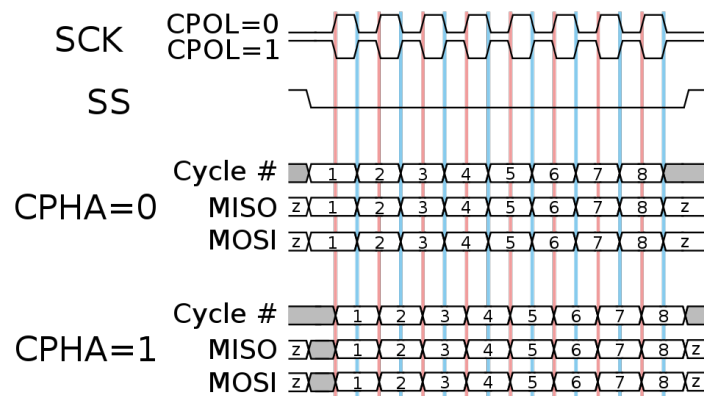 SCK CPOL=0
CPOL=1
SS
Cycle # 1 2 3 4 5 6 7 8
CPHA=0 MISO z 1 2 3 4 5 6 7 8 z
MOSI z 1 2 3 4 5 6 7 8 z
Cycle # 1 2 3 4 5 6 7 8
CPHA=1 MISO z 1 2 3 4 5 6 7 8 z
MOSI z 1 2 3 4 5 6 7 8 z